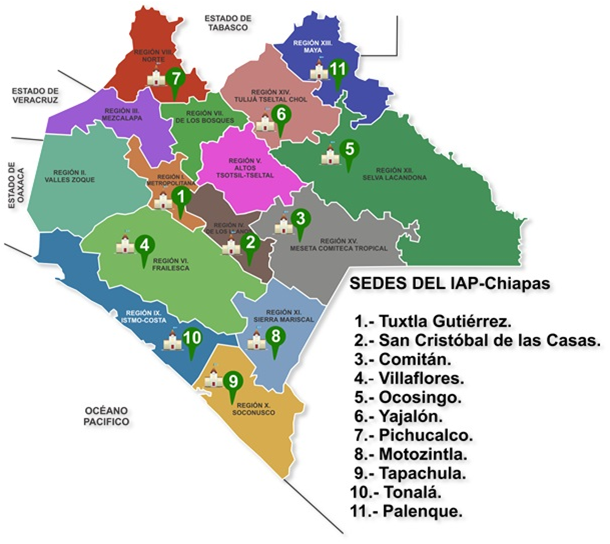 ESTADO DE
TABASCO
REGIÓN XIII.
MAYA
REGIÓN VIII.
NORTE
11
7
ESTADO DE
VERACRUZ
REGIÓN XIV.
TULIJÁ TSELTAL CHOL
REGIÓN III.
MEZCALAPA
REGIÓN VII.
DE LOS BOSQUES
6
5
ESTADO DE
OAXACA
REGIÓN II.
VALLES ZOQUE
REGIÓN V.
ALTOS
TSOTSIL-TSELTAL
REGIÓN XII.
SELVA LACANDONA
REGIÓN I.
METROPOLITANA
1
REGIÓN IV.
DE LOS
2
3
REGIÓN XV.
MESETA COMITECA TROPICAL
4
REGIÓN VI.
FRAILESCA
REGIÓN IX.
ISTMO-COSTA
10
REGIÓN XI.
SIERRA MARISCAL
8
9
REGIÓN X.
SOCONUSCO
OCÉANO
PACIFICO
SEDES DEL IAP-Chiapas
1.- Tuxtla Gutiérrez.
2.- San Cristóbal de las Casas.
3.- Comitán.
4.- Villaflores.
5.- Ocosingo.
6.- Yajalón.
7.- Pichucalco.
8.- Motozintla.
9.- Tapachula.
10.- Tonalá.
11.- Palenque.